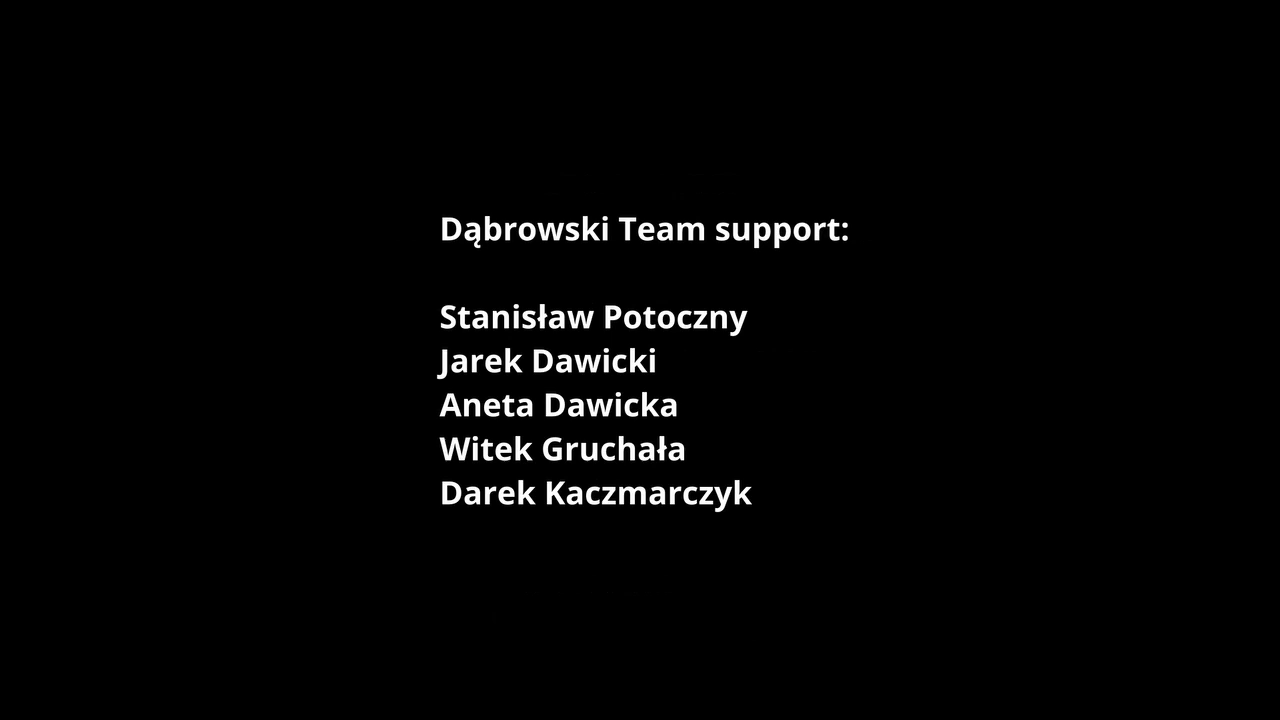 Dąbrowski Team support:
Stanisław Potoczny
Jarek Dawicki
Aneta Dawicka
Witek Gruchała
Darek Kaczmarczyk